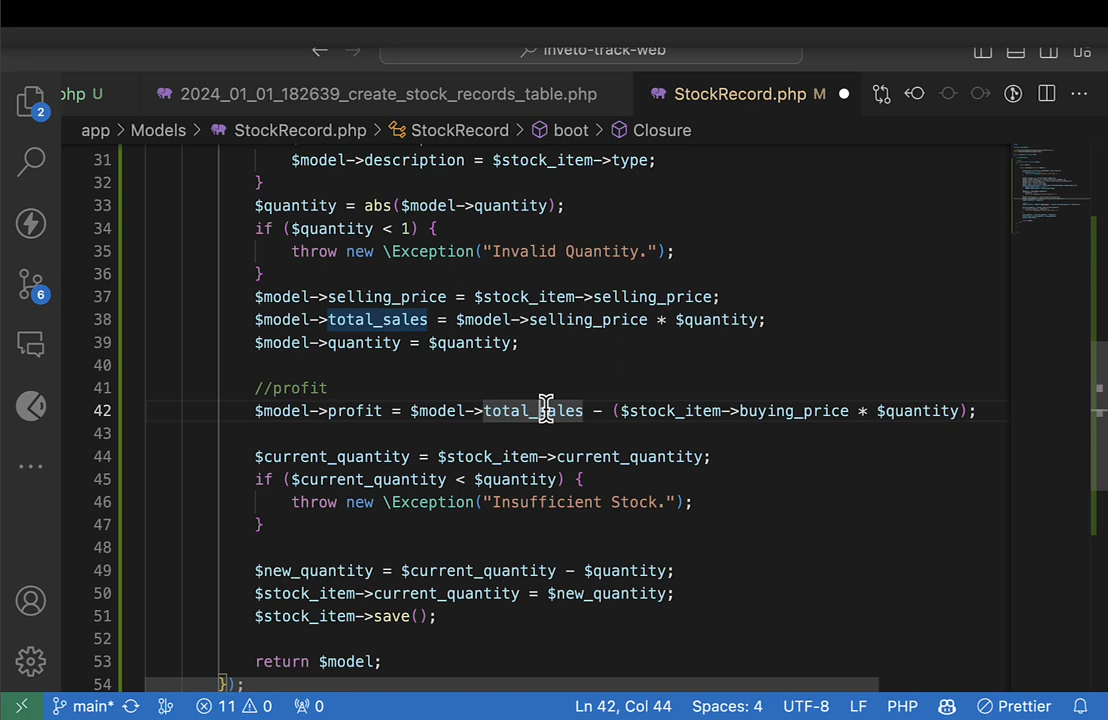 inveto-track-web
php U
2024_01_01_182639_create_stock_records_table.php
StockRecord.php M
app > Models > StockRecord.php > StockRecord > boot > Closure
31 $model->description = $stock_item->type;
32 }
33 $quantity = abs($model->quantity);
34 if ($quantity < 1) {
35 throw new \Exception("Invalid Quantity.");
36 }
37 $model->selling_price = $stock_item->selling_price;
38 $model->total_sales = $model->selling_price * $quantity;
39 $model->quantity = $quantity;
40
41 //profit
42 $model->profit = $model->total_sales - ($stock_item->buying_price * $quantity);
43
44 $current_quantity = $stock_item->current_quantity;
45 if ($current_quantity < $quantity) {
46 throw new \Exception("Insufficient Stock.");
47 }
48
49 $new_quantity = $current_quantity - $quantity;
50 $stock_item->current_quantity = $new_quantity;
51 $stock_item->save();
52
53 return $model;
54 });
2
6
main* 11 0 0 Ln 42, Col 44 Spaces: 4 UTF-8 LF PHP Prettier